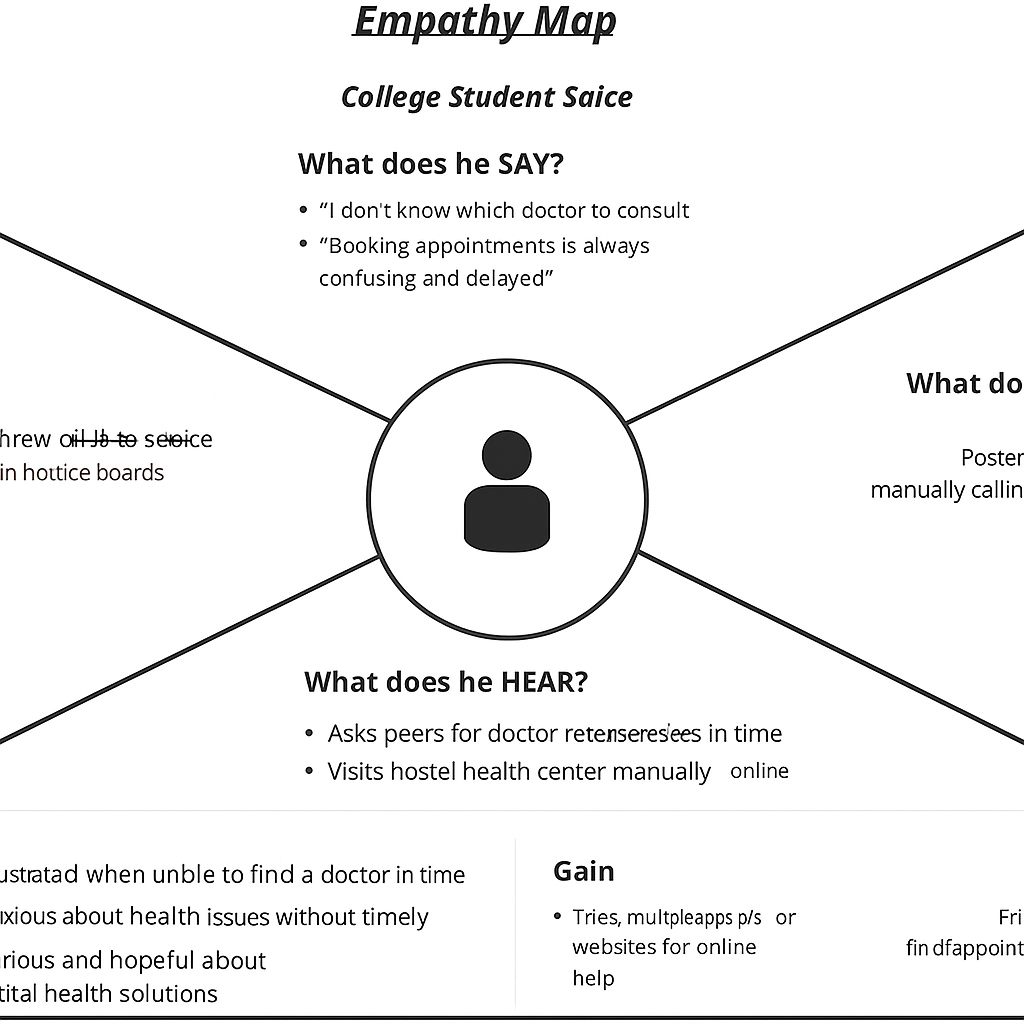 Empathy Map
College Student Saice
What does he SAY?
• "I don't know which doctor to consult
• "Booking appointments is always
confusing and delayed"
What do
hrew to
in hottice boards
Poster
manually callin
What does he HEAR?
• Asks peers for doctor in time
• Visits hostel health center manually online
ustratad when unble to find a doctor in time
xious about health issues without timely
rious and hopeful about
tital health solutions
Gain
• Tries, multpleapps p/s or
websites for online
help
Fri
fin dfappoint